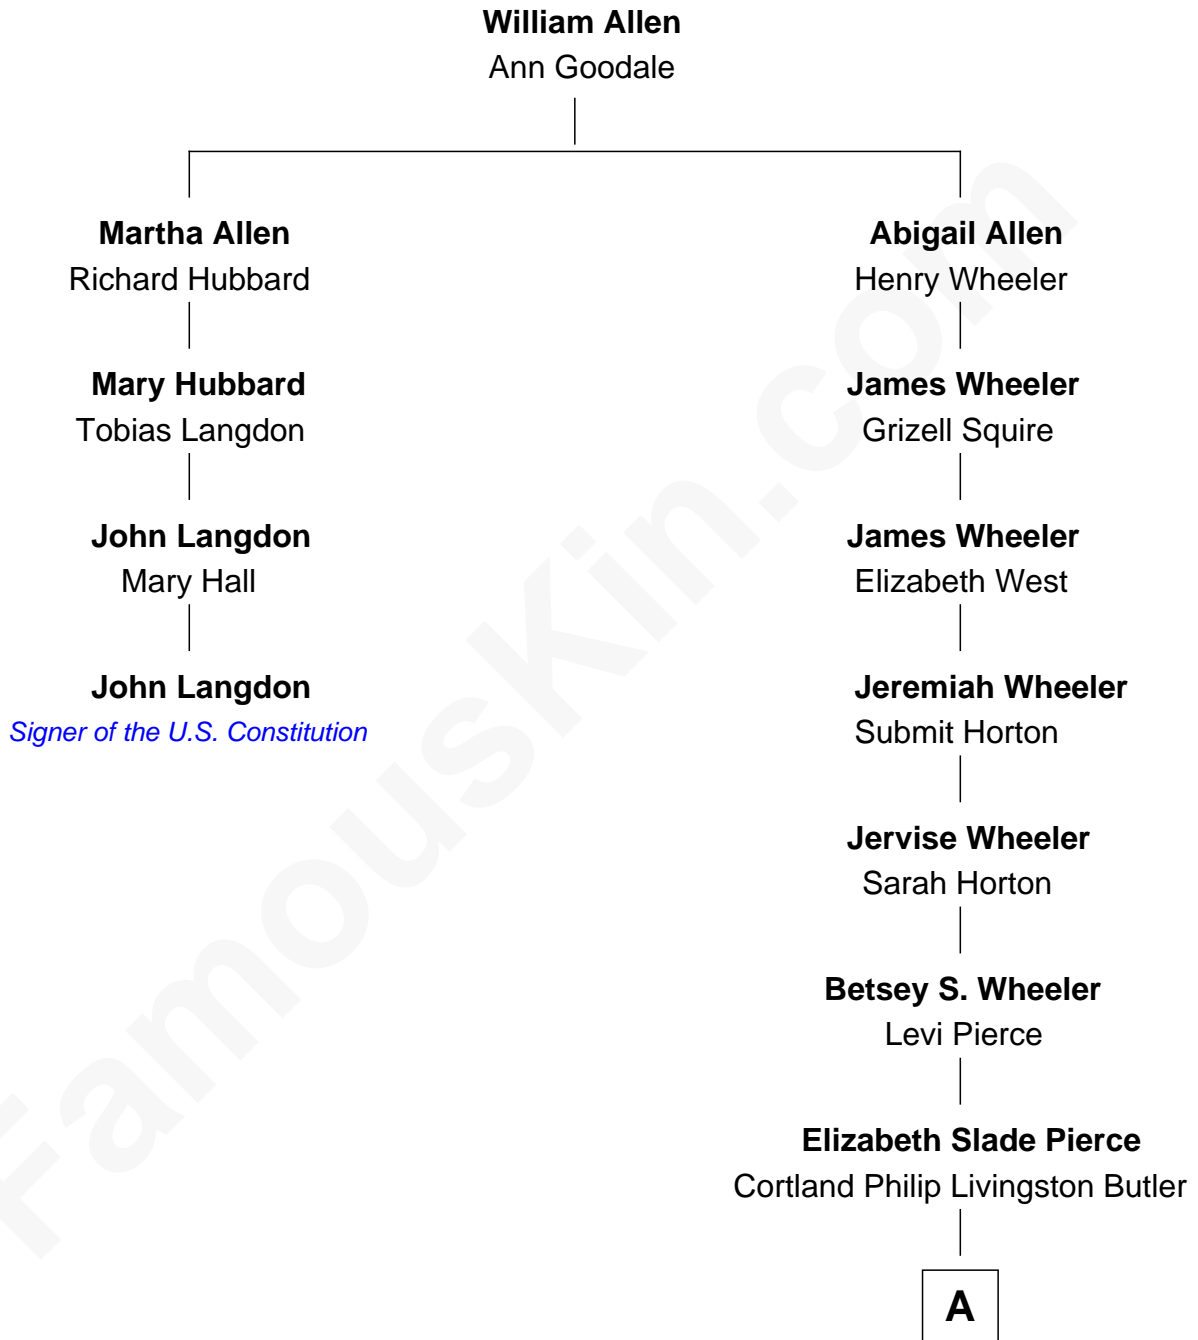 William Allen
Ann Goodale
Martha Allen
Richard Hubbard
Abigail Allen
Henry Wheeler
Mary Hubbard
Tobias Langdon
James Wheeler
Grizell Squire
John Langdon
Mary Hall
James Wheeler
Elizabeth West
John Langdon
Signer of the U.S. Constitution
Jeremiah Wheeler
Submit Horton
Jervise Wheeler
Sarah Horton
Betsey S. Wheeler
Levi Pierce
Elizabeth Slade Pierce
Cortland Philip Livingston Butler
A
FamousKin.com